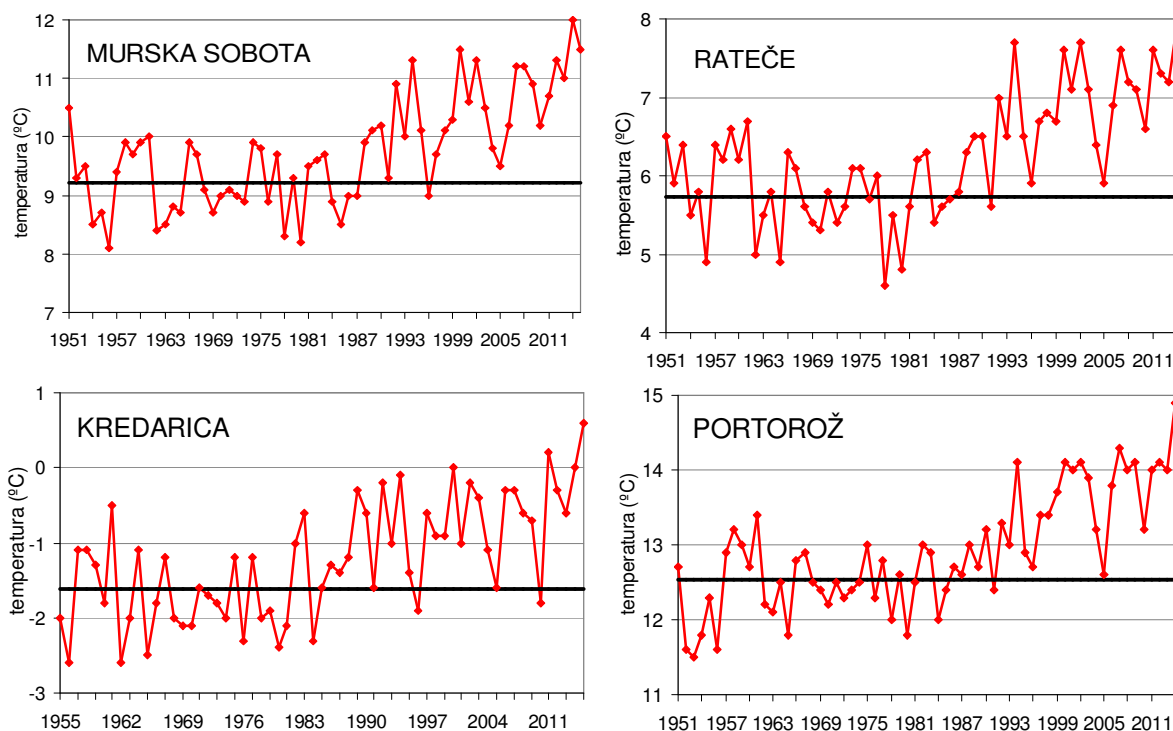 MURSKA SOBOTA
temperatura (ºC)
12
11
10
9
8
7
1951 1957 1963 1969 1975 1981 1987 1993 1999 2005 2011
RATEČE
temperatura (ºC)
8
7
6
5
4
1951 1957 1963 1969 1975 1981 1987 1993 1999 2005 2011
KREDARICA
temperatura (ºC)
1
0
-1
-2
-3
1955 1962 1969 1976 1983 1990 1997 2004 2011
PORTOROŽ
temperatura (ºC)
15
14
13
12
11
1951 1957 1963 1969 1975 1981 1987 1993 1999 2005 2011